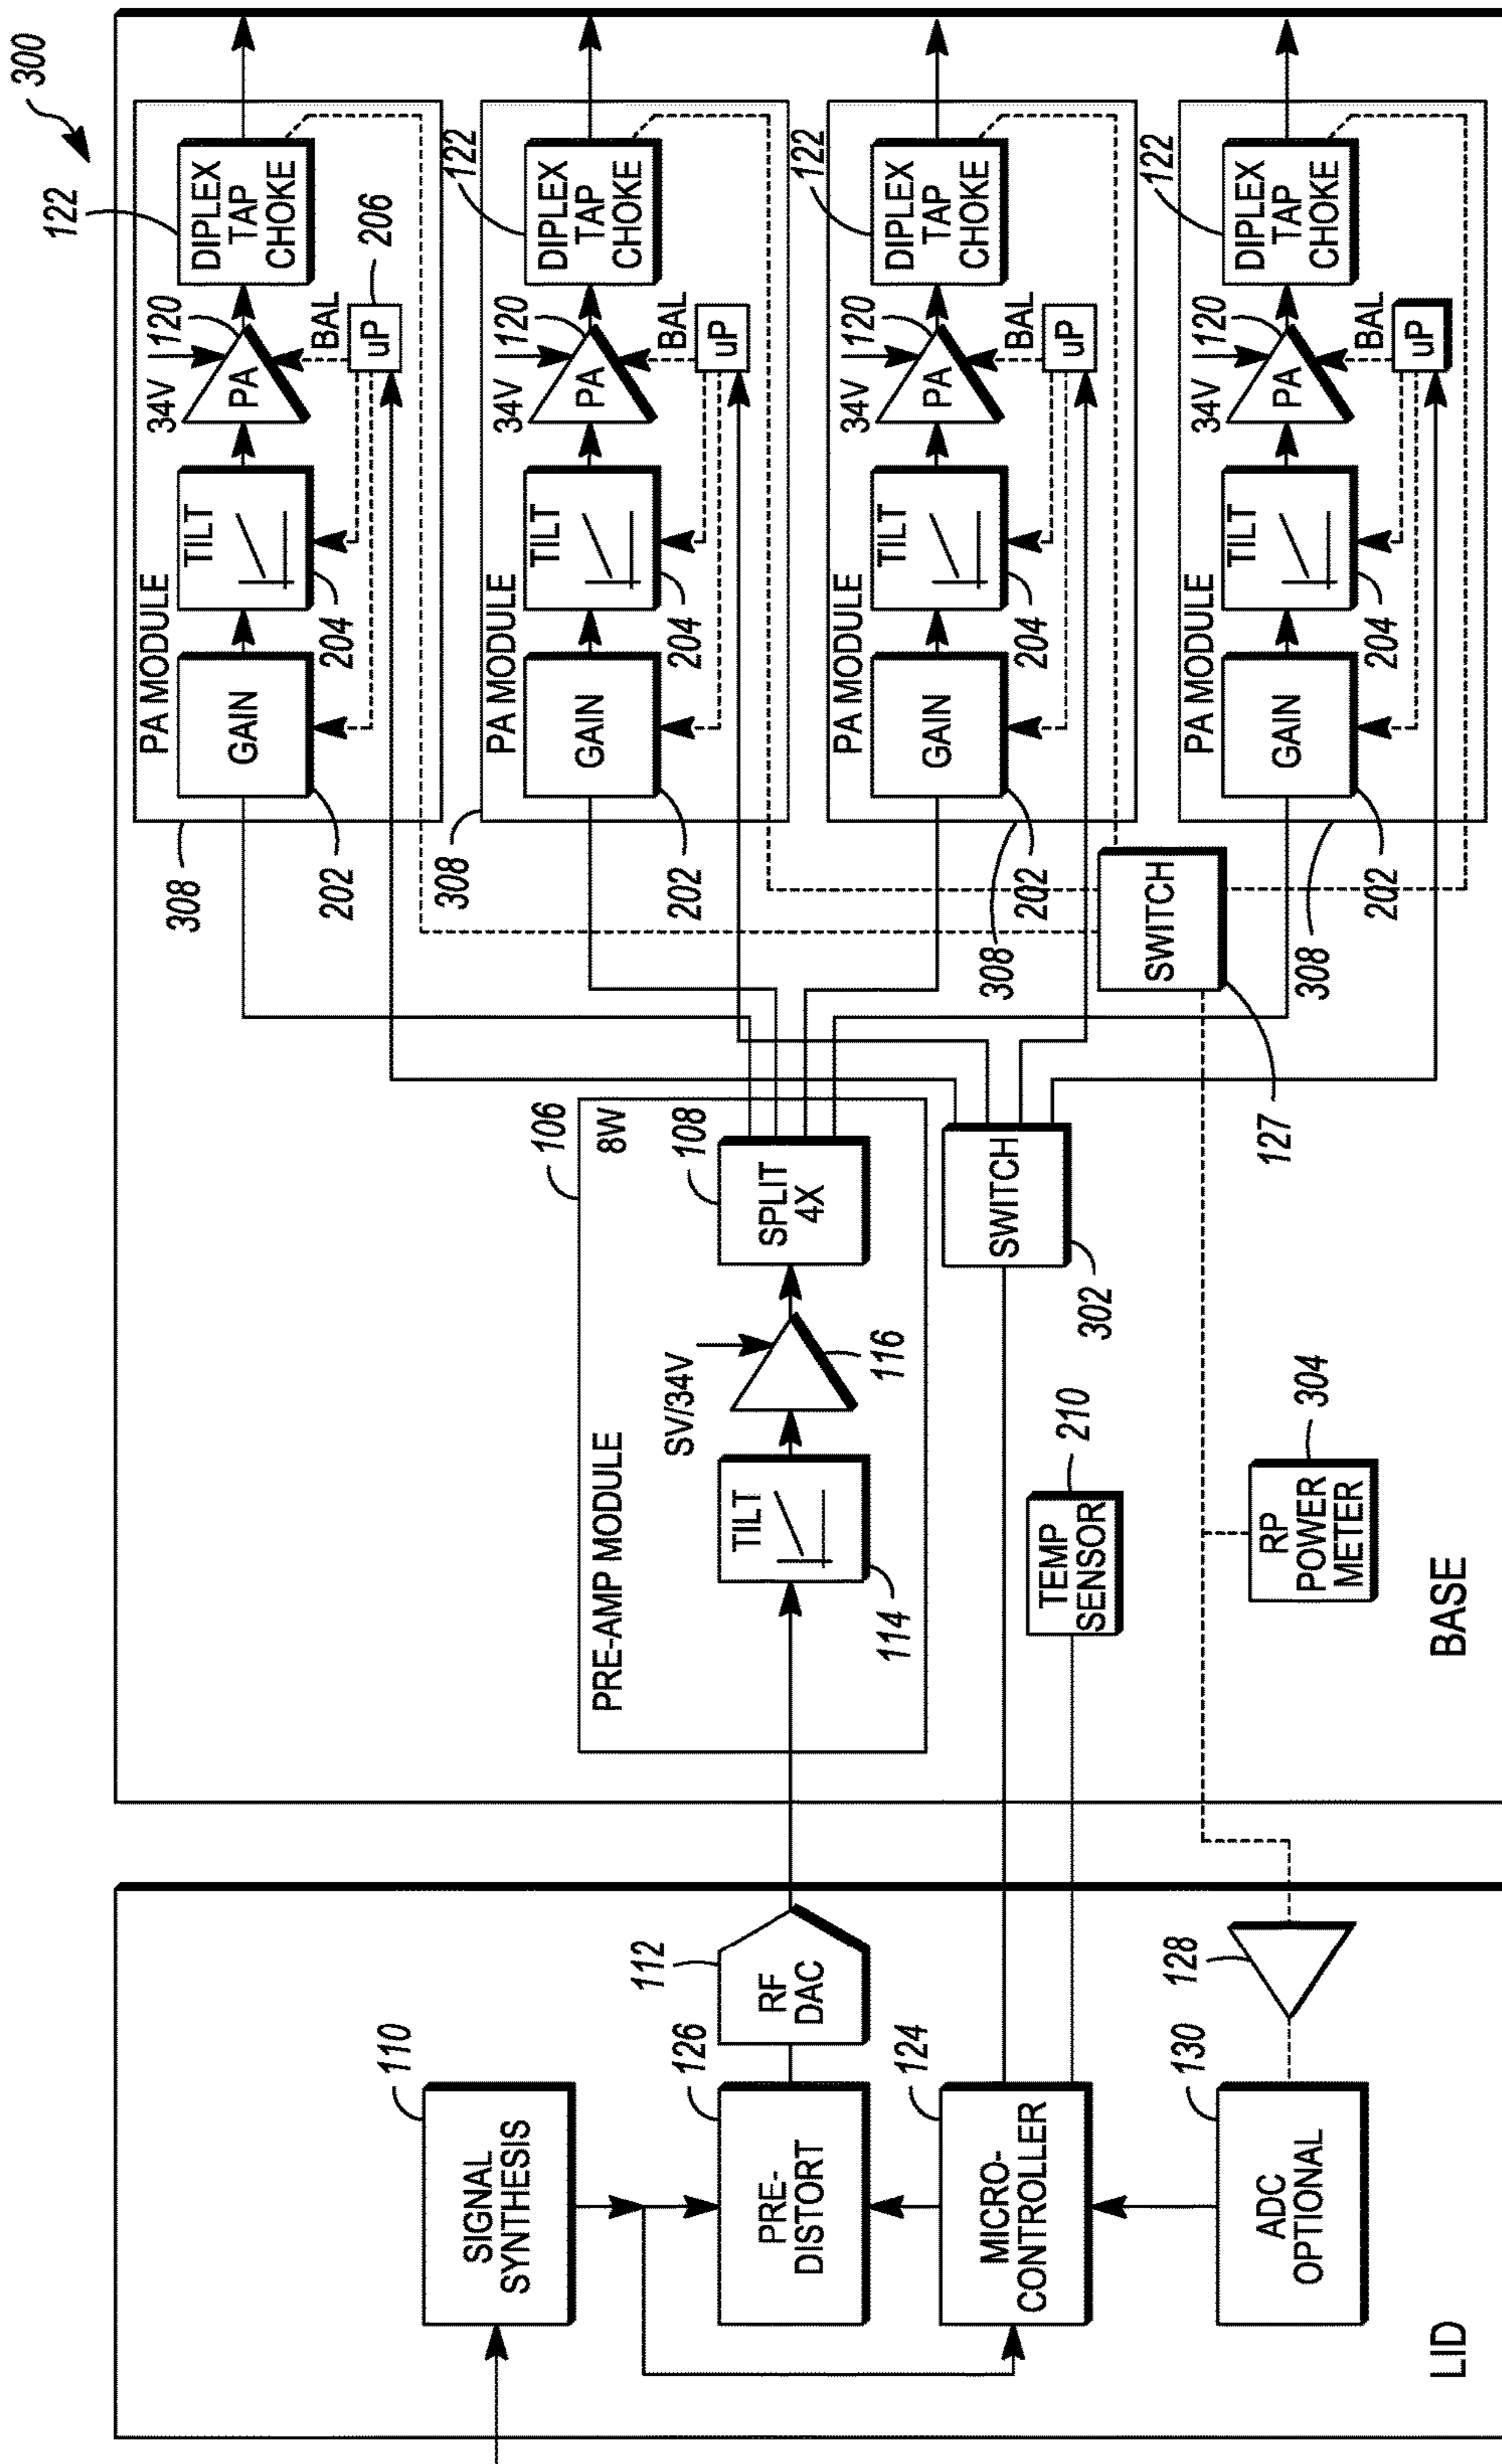 300
LID
SIGNAL
SYNTHESIS
110
PRE-
DISTORT
126
RF
DAC
112
MICRO-
CONTROLLER
124
ADC
OPTIONAL
130
128
BASE
PRE-AMP MODULE
106
8W
TILT
114
SV/34V
116
SPLIT
4X
108
TEMP
SENSOR
210
SWITCH
302
RP
POWER
METER
304
SWITCH
127
PA MODULE
308
GAIN
202
TILT
204
34V
PA
120
BAL
uP
206
DIPLEX
TAP
CHOKE
122
PA MODULE
308
GAIN
202
TILT
204
34V
PA
120
BAL
uP
DIPLEX
TAP
CHOKE
122
PA MODULE
308
GAIN
202
TILT
204
34V
PA
120
BAL
uP
DIPLEX
TAP
CHOKE
122
PA MODULE
308
GAIN
202
TILT
204
34V
PA
120
BAL
uP
DIPLEX
TAP
CHOKE
122